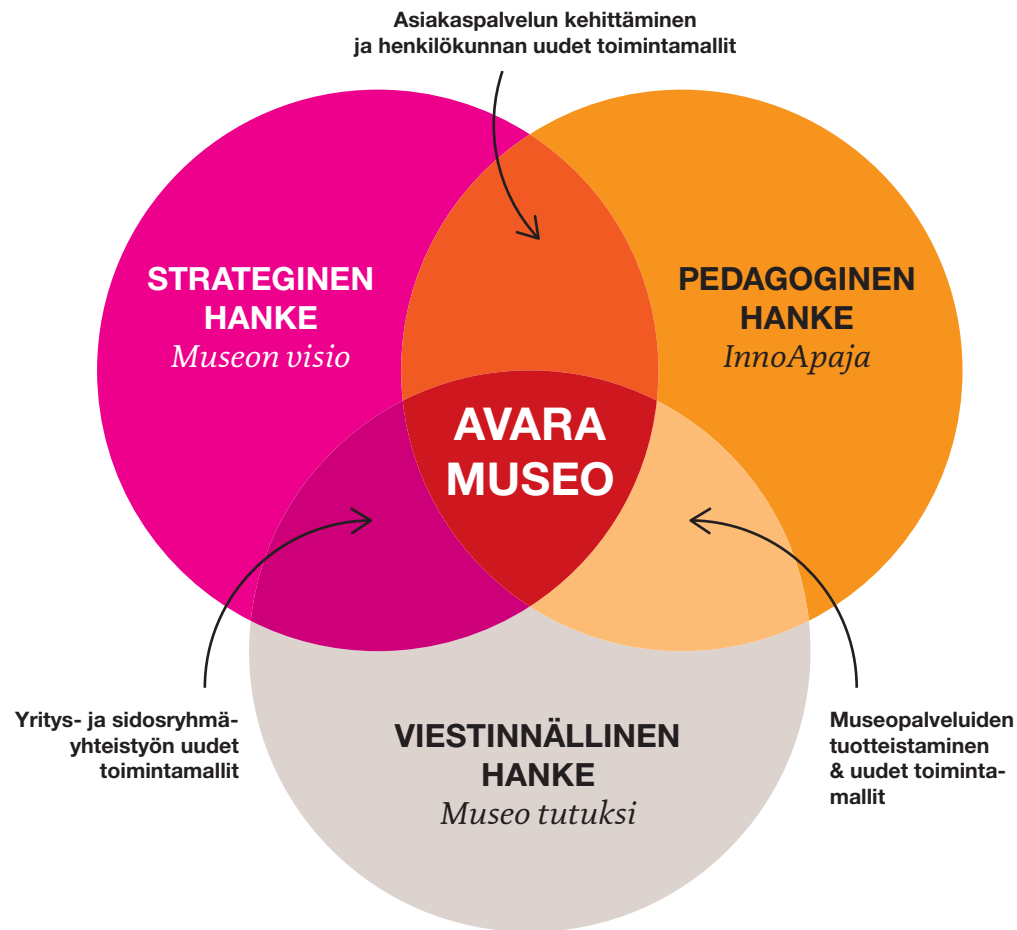 Asiakaspalvelun kehittäminen
ja henkilökunnan uudet toimintamallit
STRATEGINEN
HANKE
Museon visio
PEDAGOGINEN
HANKE
InnoApaja
AVARA
MUSEO
Yritys- ja sidosryhmä-
yhteistyön uudet
toimintamallit
VIESTINNÄLLINEN
HANKE
Museo tutuksi
Museopalveluiden
tuotteistaminen
& uudet toiminta-
mallit